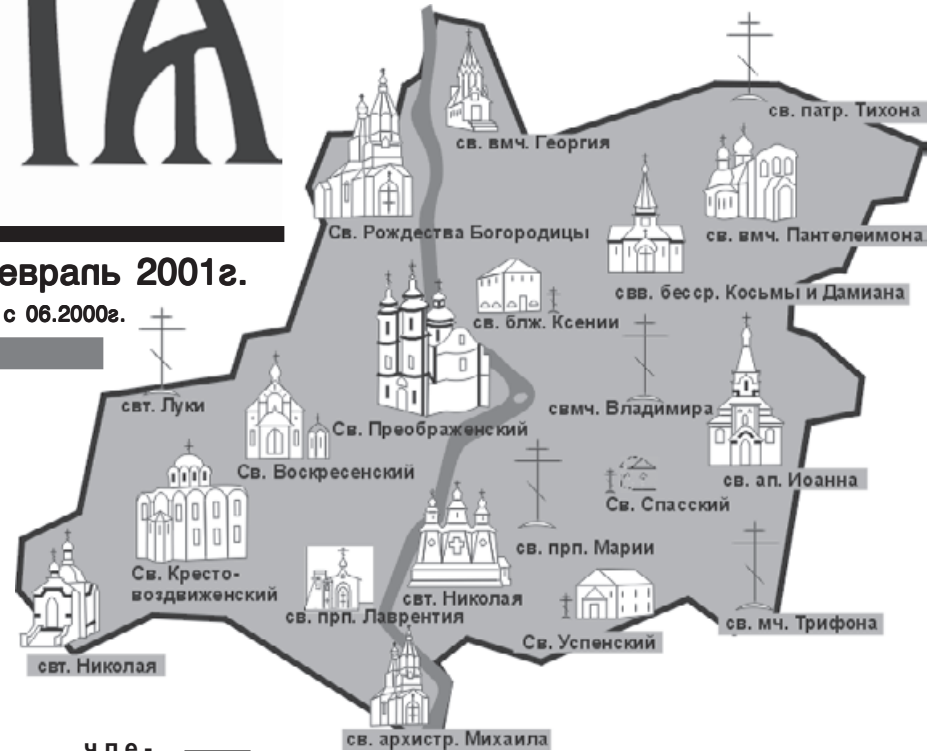 евраль 2001г.
с 06.2000г.
св. патр. Тихона
св. вмч. Георгия
Св. Рождества Богородицы
св. вмч. Пантелеимона
свв. бесср. Косьмы и Дамиана
св. блж. Ксении
свт. Луки
свмч. Владимира
Св. Преображенский
Св. Воскресенский
св. ап. Иоанна
Св. Спасский
св. прп. Марии
Св. Кресто-
воздвиженский
свт. Николая
св. прп. Лаврентия
св. мч. Трифона
Св. Успенский
свт. Николая
св. архистр. Михаила